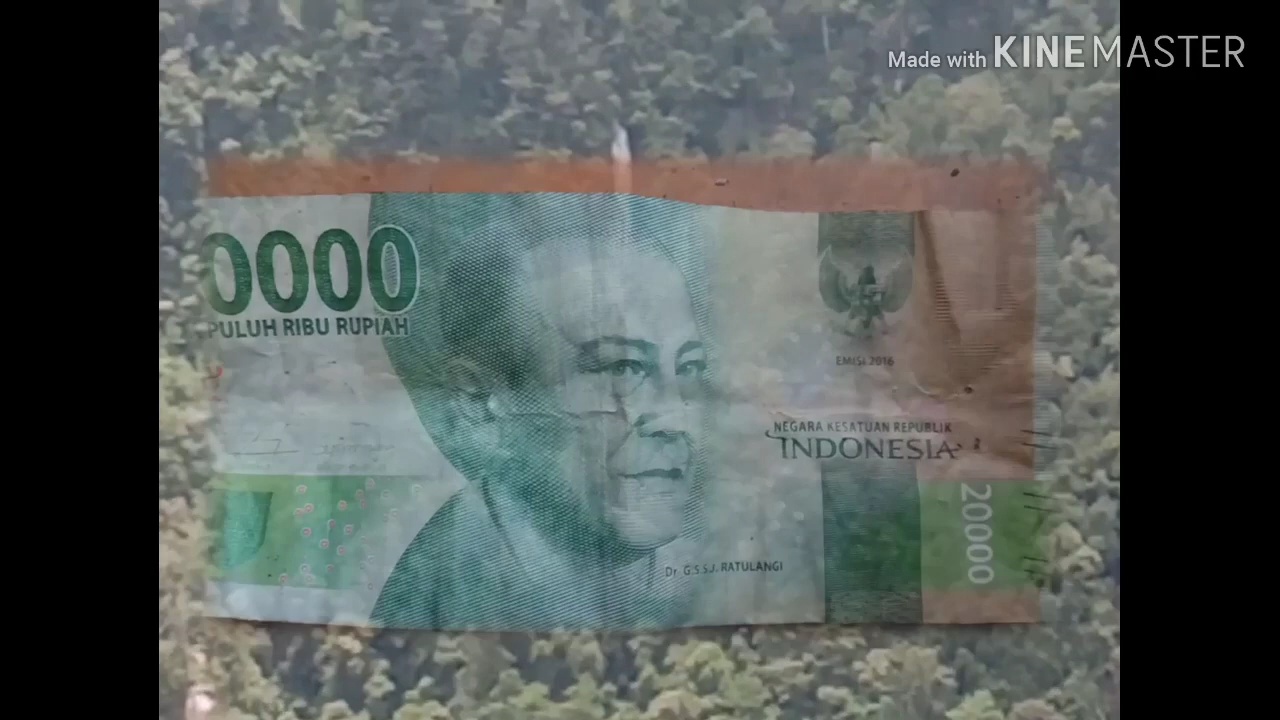 Made with KINEMASTER
0000
PULUH RIBU RUPIAH
EMISI 2016
NEGARA KESATUAN REPUBLIK
INDONESIA
20000
Dr. G.S.S.J. RATULANGI